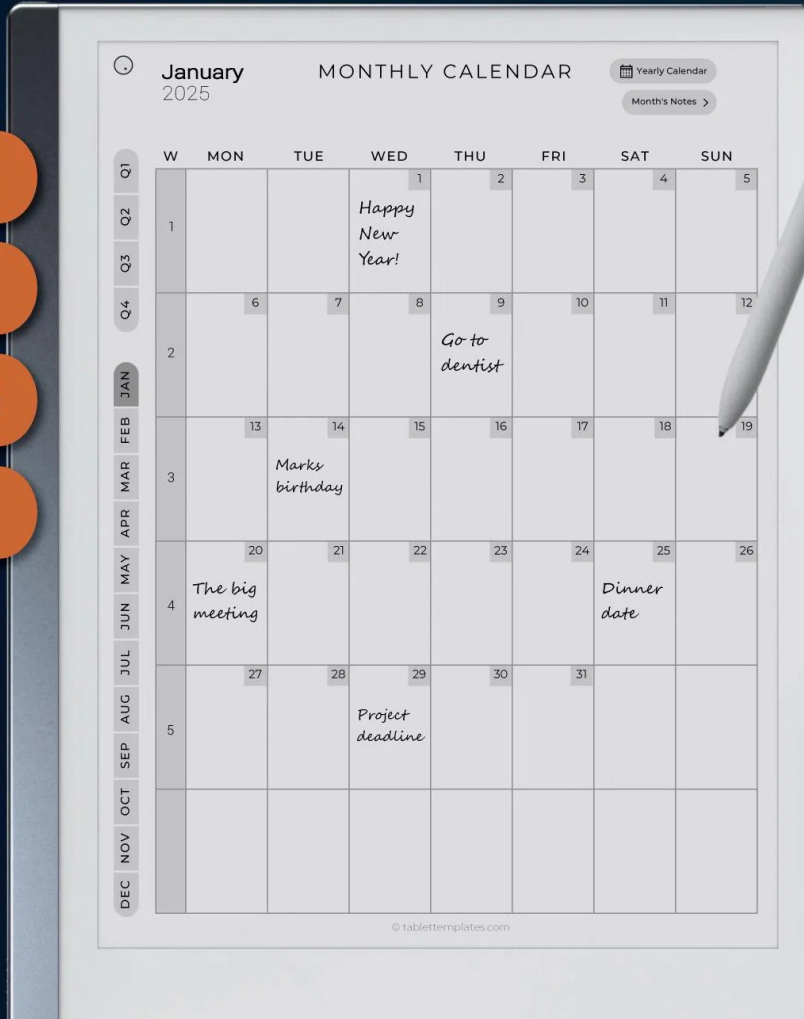 January
2025
MONTHLY CALENDAR
Yearly Calendar
Month's Notes
Q1
Q2
Q3
Q4
JAN
FEB
MAR
APR
MAY
JUN
JUL
AUG
SEP
OCT
NOV
DEC
W MON TUE WED THU FRI SAT SUN
1
1 2 3 4 5
Happy
New
Year!
2
6 7 8 9 10 11 12
Go to
dentist
3
13 14 15 16 17 18 19
Marks
birthday
4
20 21 22 23 24 25 26
The big
meeting
Dinner
date
5
27 28 29 30 31
Project
deadline
© tablettemplates.com